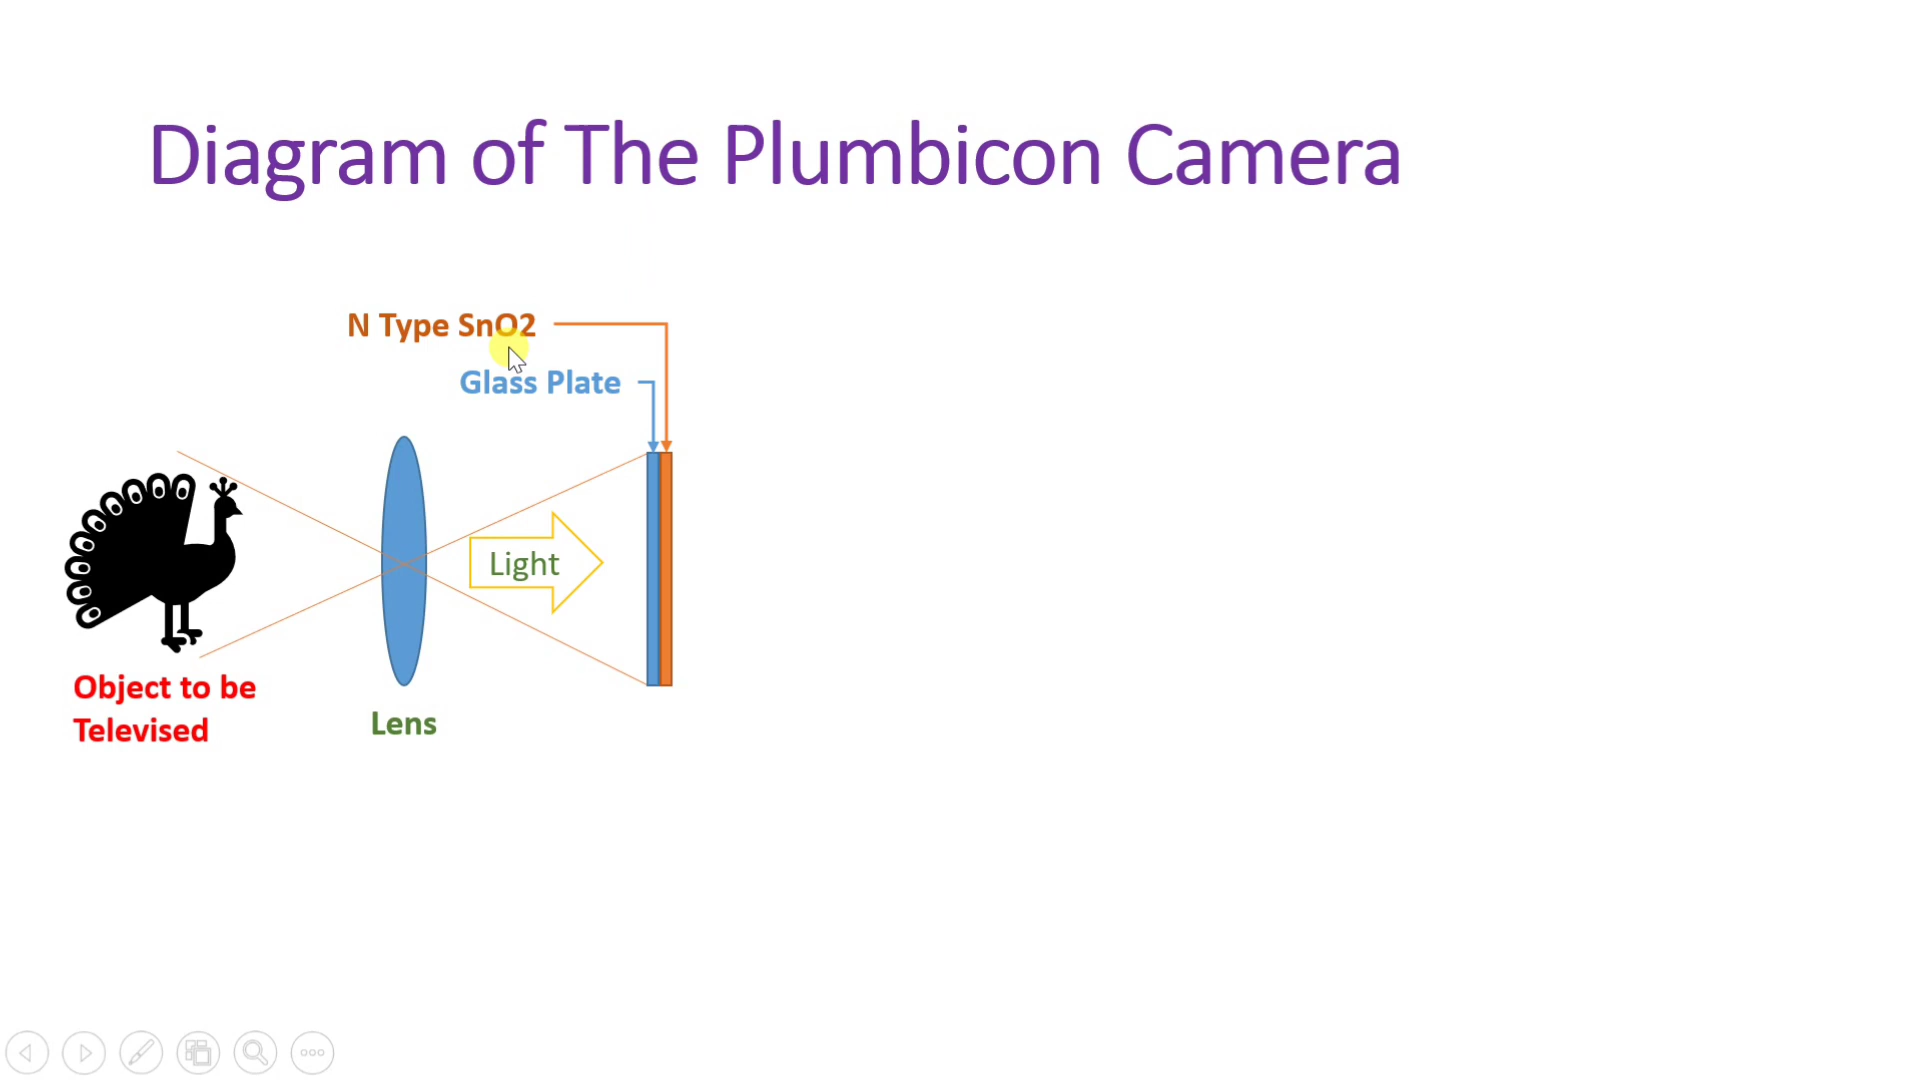 Diagram of The Plumbicon Camera
N Type SnO2
Glass Plate
Light
Object to be
Televised
Lens